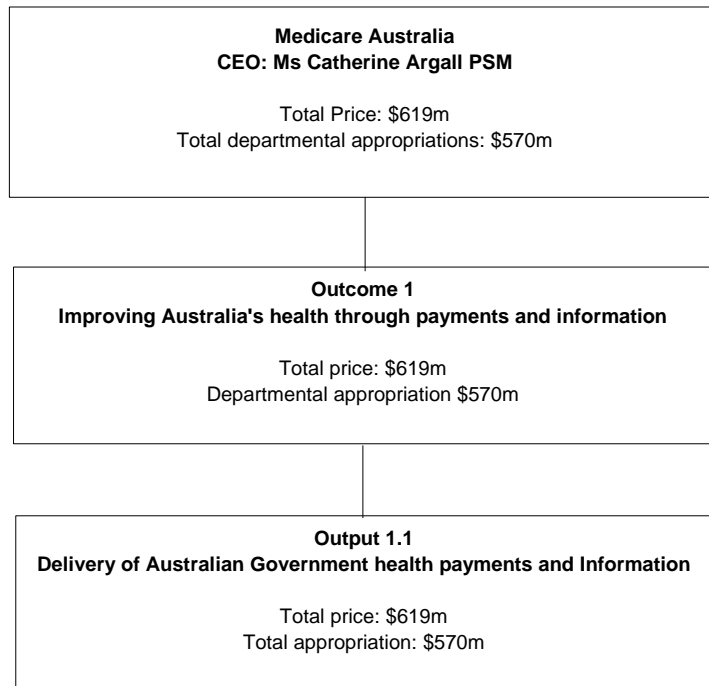 Medicare Australia
CEO: Ms Catherine Argall PSM
Total Price: $619m
Total departmental appropriations: $570m
Outcome 1
Improving Australia's health through payments and information
Total price: $619m
Departmental appropriation $570m
Output 1.1
Delivery of Australian Government health payments and Information
Total price: $619m
Total appropriation: $570m